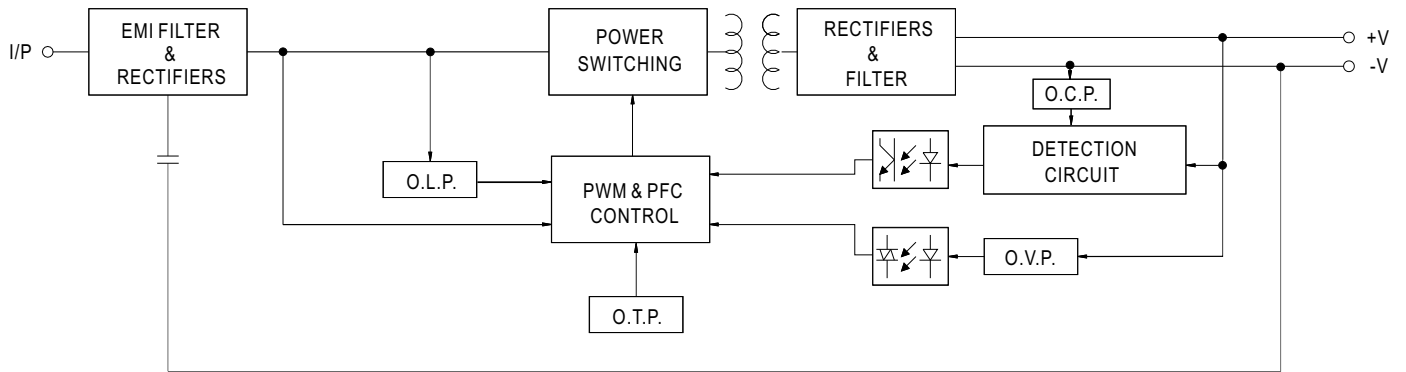 I/P
EMI FILTER
&
RECTIFIERS
POWER
SWITCHING
RECTIFIERS
&
FILTER
+V
-V
O.C.P.
DETECTION
CIRCUIT
O.L.P.
PWM & PFC
CONTROL
O.V.P.
O.T.P.